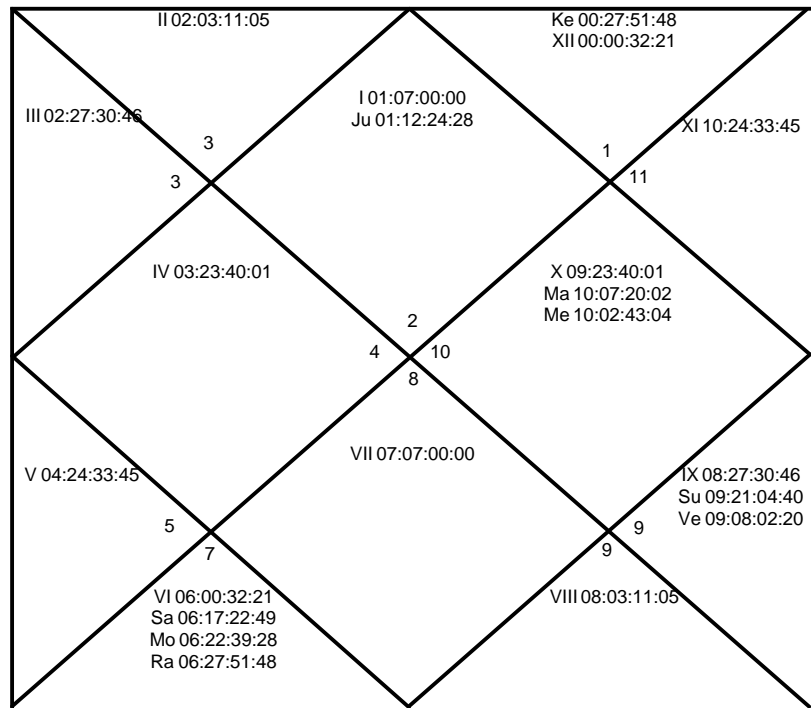 II 02:03:11:05
Ke 00:27:51:48
XII 00:00:32:21
I 01:07:00:00
Ju 01:12:24:28
III 02:27:30:46
XI 10:24:33:45
3
1
3
11
IV 03:23:40:01
X 09:23:40:01
Ma 10:07:20:02
Me 10:02:43:04
2
4
10
8
VII 07:07:00:00
V 04:24:33:45
IX 08:27:30:46
Su 09:21:04:40
Ve 09:08:02:20
5
9
7
9
VI 06:00:32:21
Sa 06:17:22:49
Mo 06:22:39:28
Ra 06:27:51:48
VIII 08:03:11:05